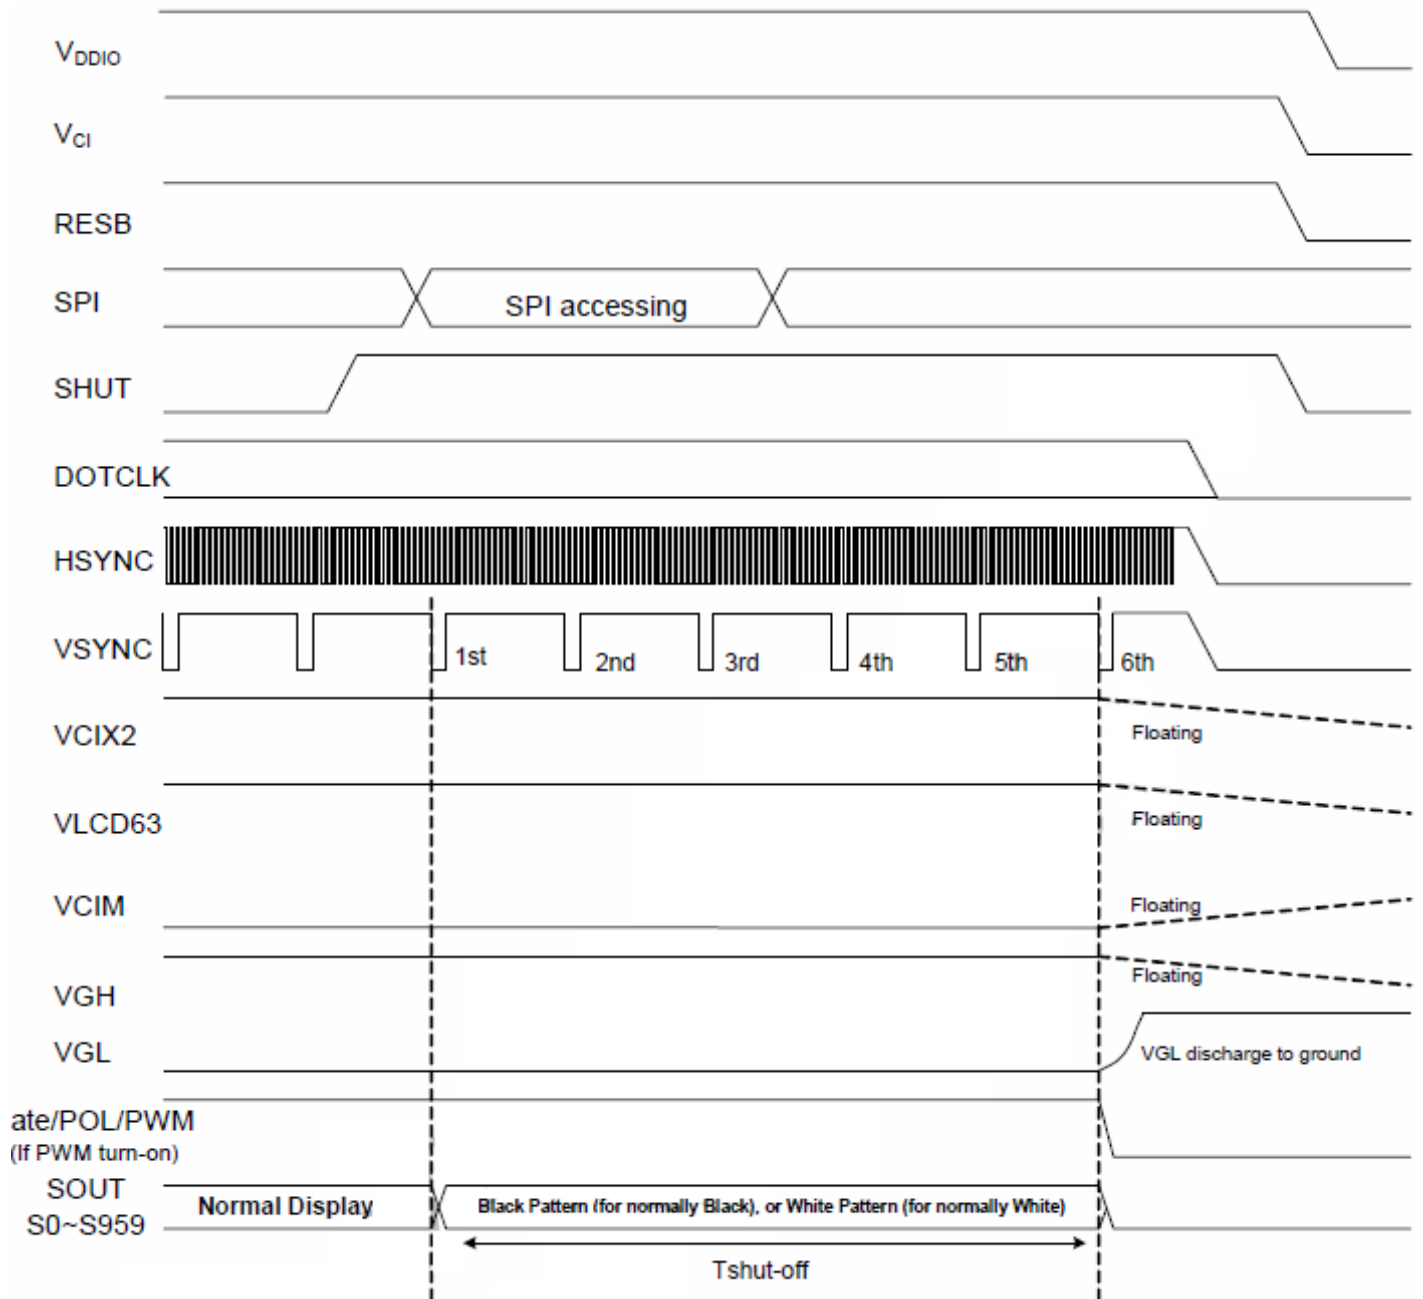 VDDIO
VCI
RESB
SPI
SPI accessing
SHUT
DOTCLK
HSYNC
VSYNC
1st 2nd 3rd 4th 5th 6th
VCIX2
Floating
VLCD63
Floating
VCIM
Floating
VGH
Floating
VGL
VGL discharge to ground
ate/POL/PWM
(If PWM turn-on)
SOUT
S0~S959
Normal Display
Black Pattern (for normally Black), or White Pattern (for normally White)
Tshut-off